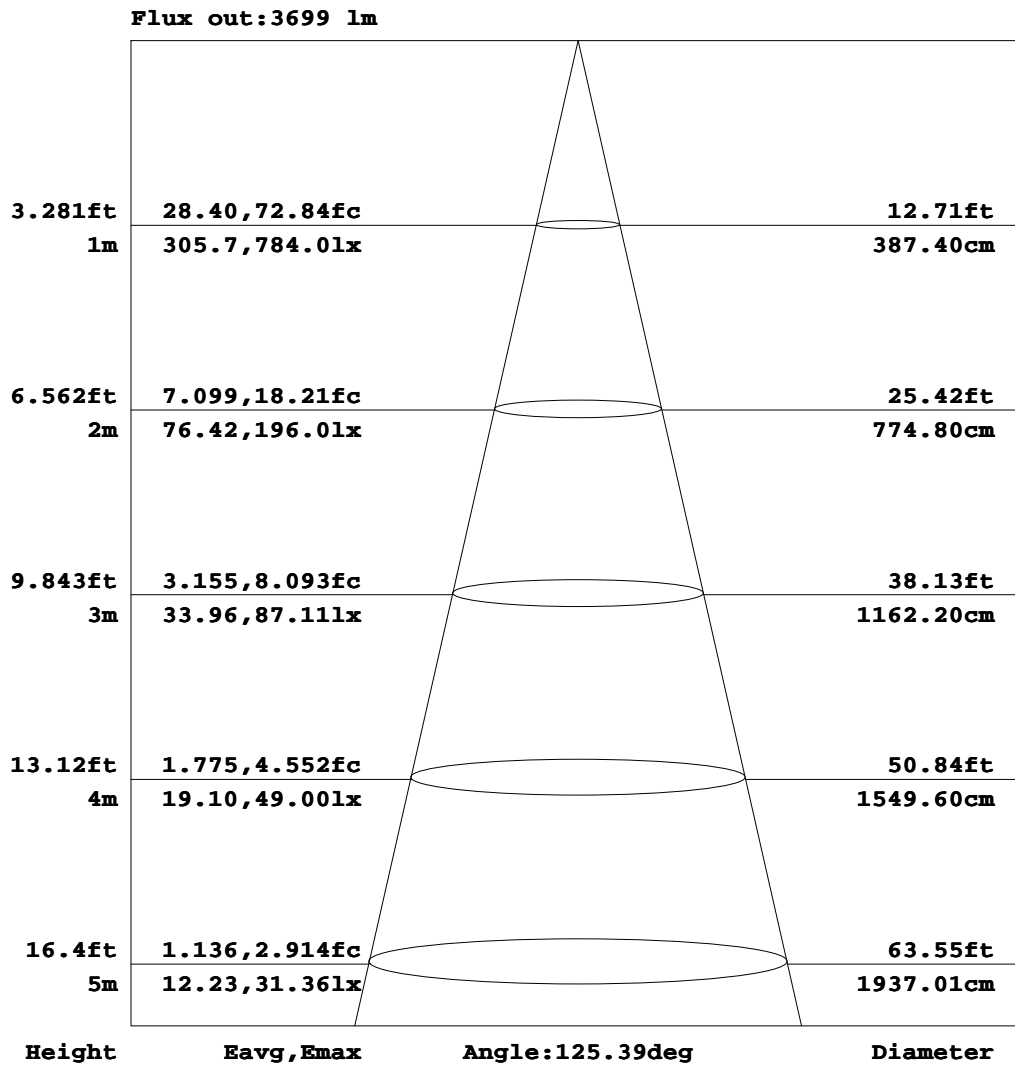 Flux out:3699 lm
3.281ft 28.40,72.84fc 12.71ft
1m 305.7,784.0lx 387.40cm
6.562ft 7.099,18.21fc 25.42ft
2m 76.42,196.0lx 774.80cm
9.843ft 3.155,8.093fc 38.13ft
3m 33.96,87.11lx 1162.20cm
13.12ft 1.775,4.552fc 50.84ft
4m 19.10,49.00lx 1549.60cm
16.4ft 1.136,2.914fc 63.55ft
5m 12.23,31.36lx 1937.01cm
Height Eavg,Emax Angle:125.39deg Diameter